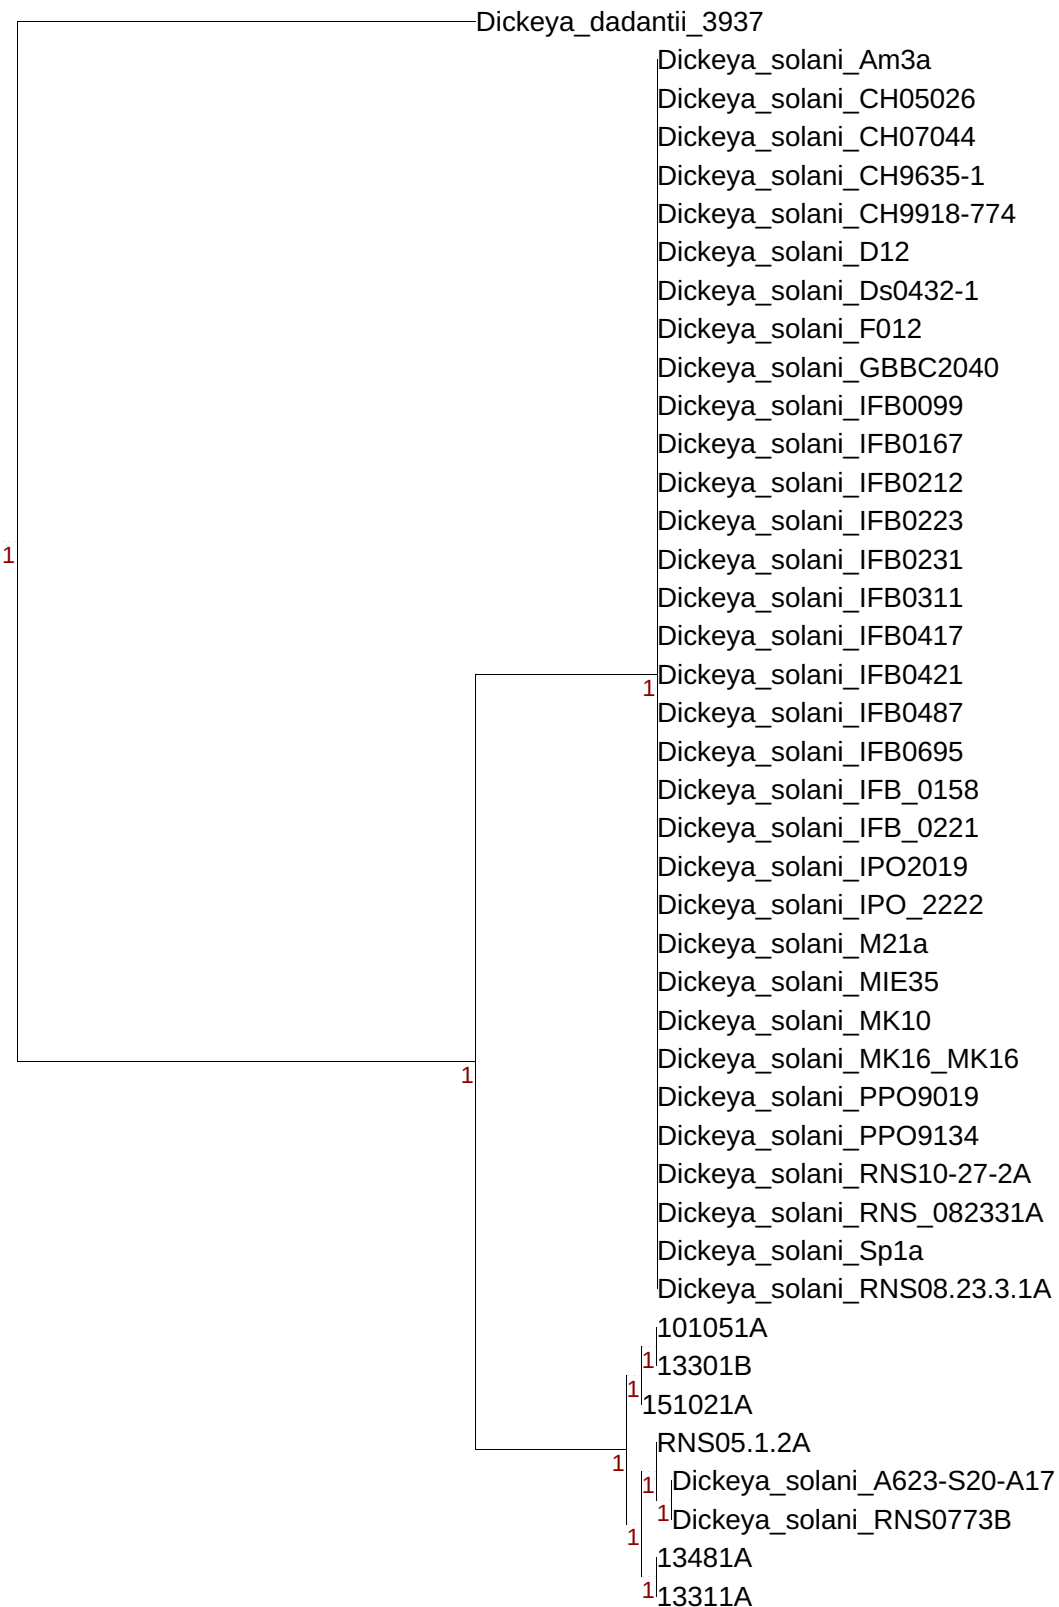 Dickeya_dadantii_3937
Dickeya_solani_Am3a
Dickeya_solani_CH05026
Dickeya_solani_CH07044
Dickeya_solani_CH9635-1
Dickeya_solani_CH9918-774
Dickeya_solani_D12
Dickeya_solani_Ds0432-1
Dickeya_solani_F012
Dickeya_solani_GBBC2040
Dickeya_solani_IFB0099
Dickeya_solani_IFB0167
Dickeya_solani_IFB0212
Dickeya_solani_IFB0223
1
Dickeya_solani_IFB0231
Dickeya_solani_IFB0311
Dickeya_solani_IFB0417
Dickeya_solani_IFB0421
1
Dickeya_solani_IFB0487
Dickeya_solani_IFB0695
Dickeya_solani_IFB_0158
Dickeya_solani_IFB_0221
Dickeya_solani_IPO2019
Dickeya_solani_IPO_2222
Dickeya_solani_M21a
Dickeya_solani_MIE35
Dickeya_solani_MK10
Dickeya_solani_MK16_MK16
1
Dickeya_solani_PPO9019
Dickeya_solani_PPO9134
Dickeya_solani_RNS10-27-2A
Dickeya_solani_RNS_082331A
Dickeya_solani_Sp1a
Dickeya_solani_RNS08.23.3.1A
101051A
1
13301B
1
151021A
RNS05.1.2A
1
Dickeya_solani_A623-S20-A17
1
1
Dickeya_solani_RNS0773B
1
13481A
1
13311A